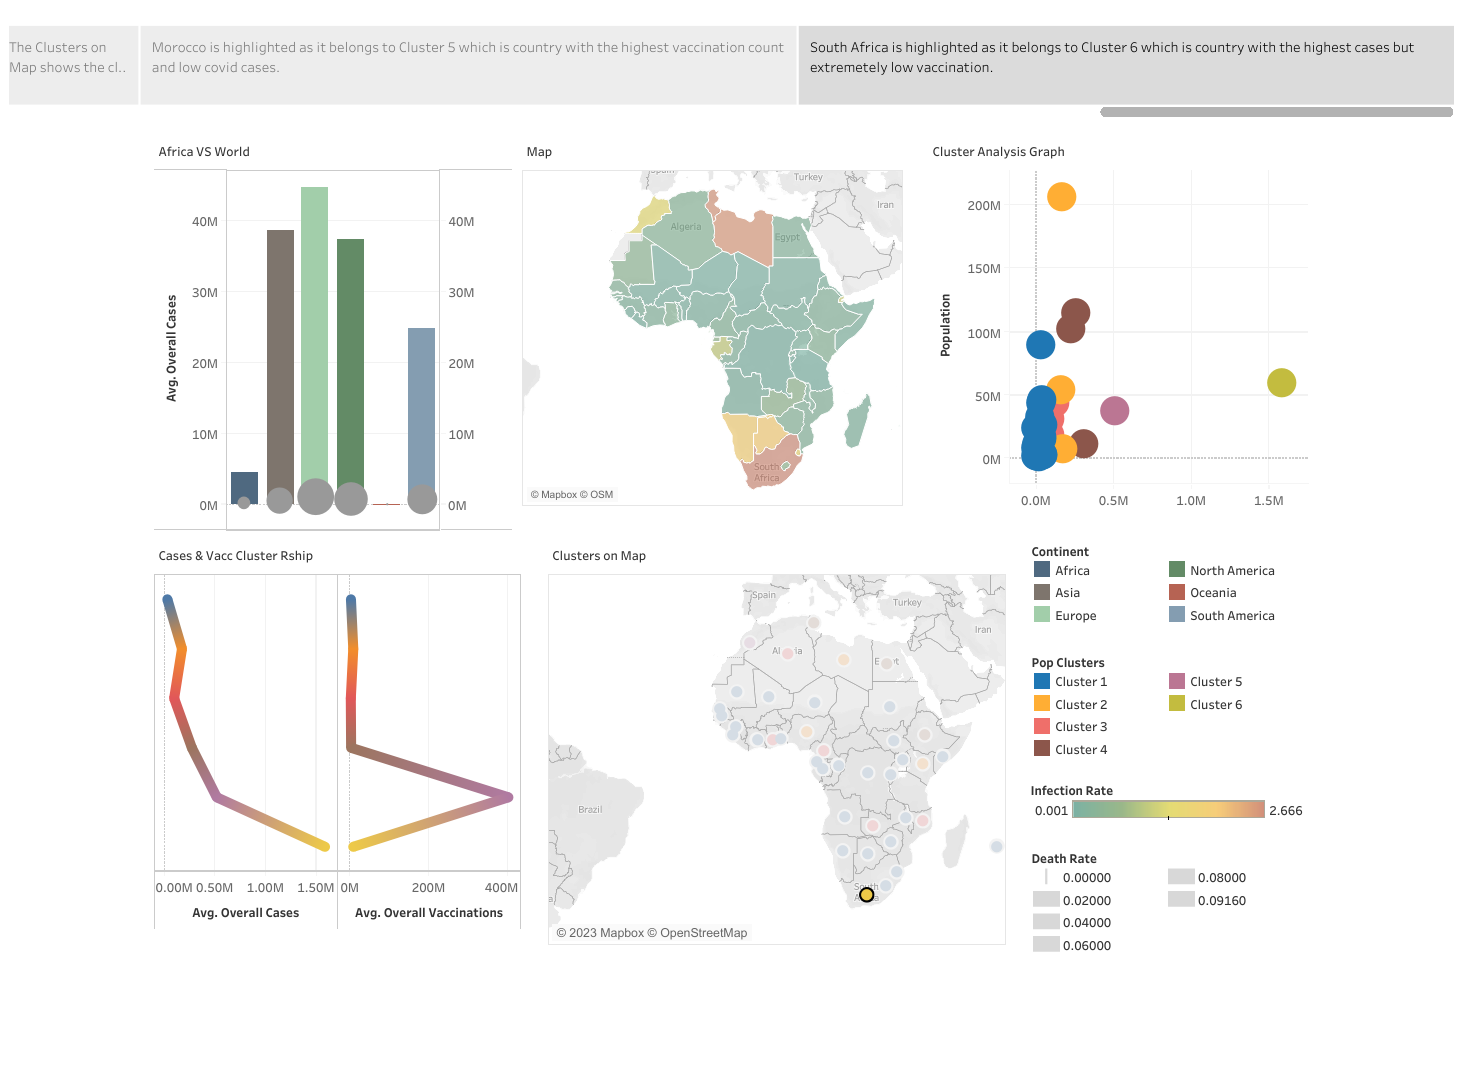 The Clusters on
Map shows the cl..
Morocco is highlighted as it belongs to Cluster 5 which is country with the highest vaccination count
and low covid cases.
South Africa is highlighted as it belongs to Cluster 6 which is country with the highest cases but
extremetely low vaccination.
Africa VS World
Avg. Overall Cases
40M
30M
20M
10M
0M
40M
30M
20M
10M
0M
Map
Spain
Turkey
Iran
Algeria
Egypt
South
Africa
© Mapbox © OSM
Cluster Analysis Graph
Population
200M
150M
100M
50M
0M
0.0M
0.5M
1.0M
1.5M
Cases & Vacc Cluster Rship
0.00M 0.50M 1.00M 1.50M
Avg. Overall Cases
0M 200M 400M
Avg. Overall Vaccinations
Clusters on Map
Spain
Turkey
Iran
Brazil
South
© 2023 Mapbox © OpenStreetMap
Continent
Africa
Asia
Europe
North America
Oceania
South America
Pop Clusters
Cluster 1
Cluster 2
Cluster 3
Cluster 4
Cluster 5
Cluster 6
Infection Rate
0.001 2.666
Death Rate
0.00000
0.02000
0.04000
0.06000
0.08000
0.09160